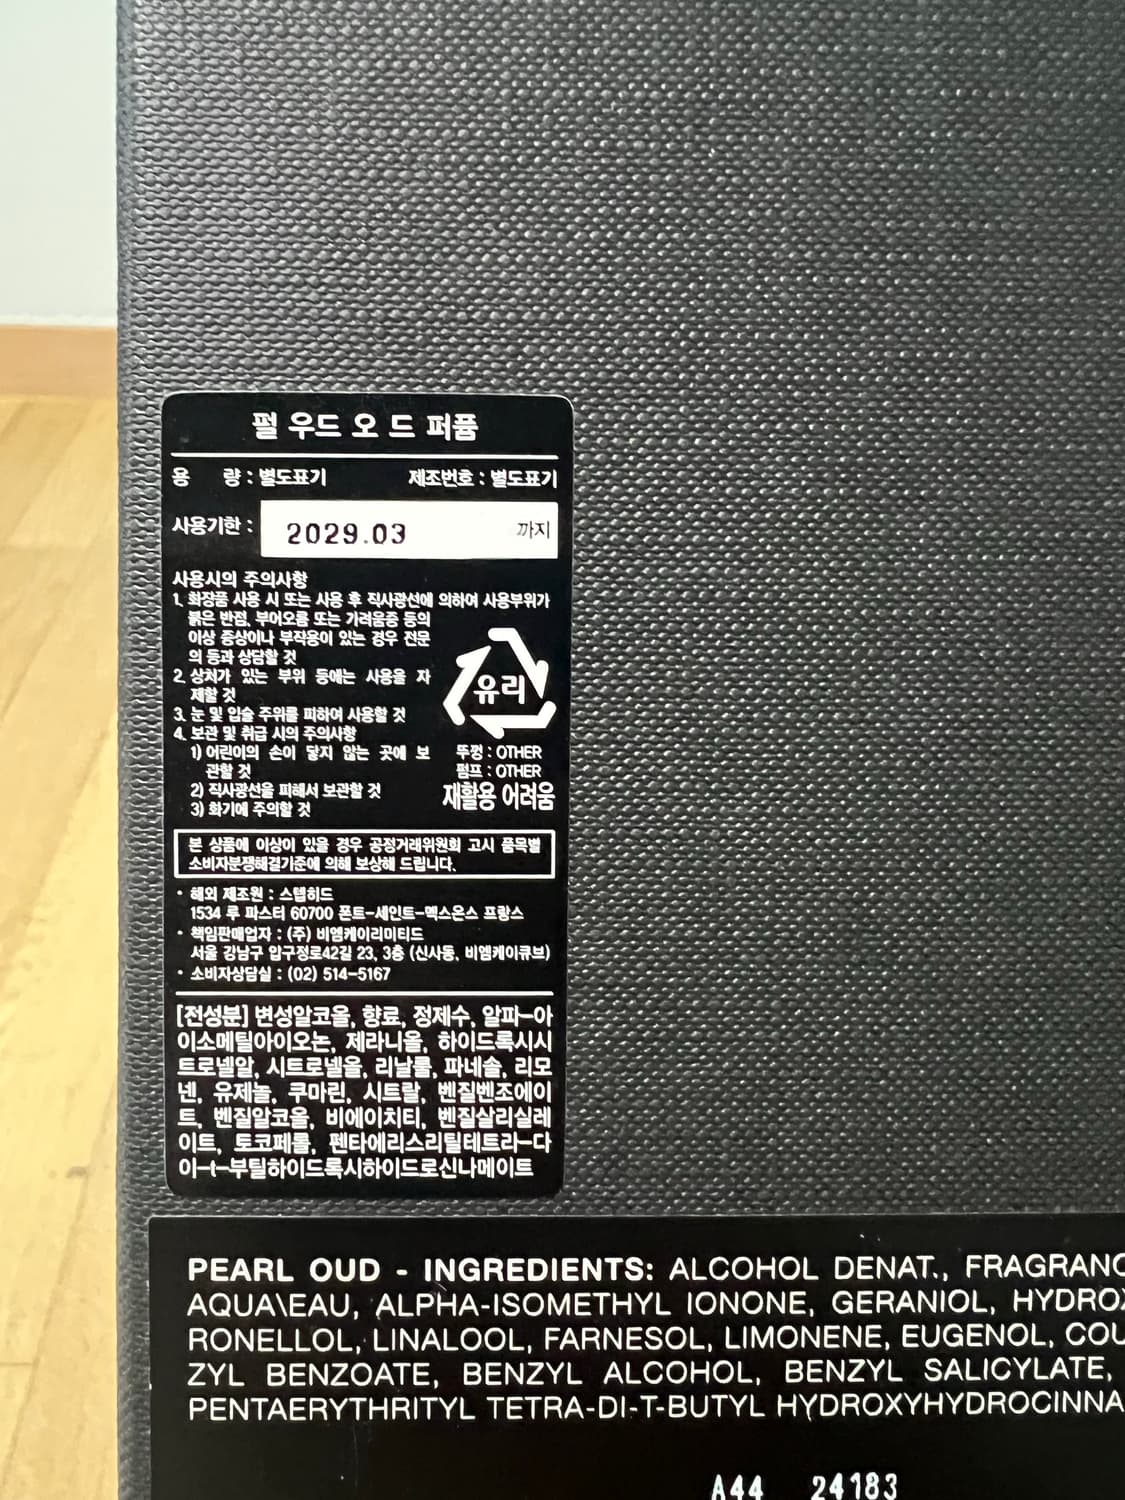 펄 우드 오 드 퍼퓸
용 량 : 별도표기 제조번호 : 별도표기
사용기한 : 2029.03 까지
사용시의 주의사항
1. 화장품 사용 시 또는 사용 후 직사광선에 의하여 사용부위가
붉은 반점, 부어오름 또는 가려움증 등의
이상 증상이나 부작용이 있는 경우 전문
의 등과 상담할 것
2. 상처가 있는 부위 등에는 사용을 자
제할 것
3. 눈 및 입술 주위를 피하여 사용할 것
4. 보관 및 취급 시의 주의사항
1) 어린이의 손이 닿지 않는 곳에 보
관할 것
2) 직사광선을 피해서 보관할 것
3) 화기에 주의할 것
유리
뚜껑 : OTHER
펌프 : OTHER
재활용 어려움
본 상품에 이상이 있을 경우 공정거래위원회 고시 품목별
소비자분쟁해결기준에 의해 보상해 드립니다.
• 해외 제조원 : 스텝히드
1534 루 파스터 60700 폰트-세인트-멕스온스 프랑스
• 책임판매업자 : (주) 비엠케이리미티드
서울 강남구 압구정로42길 23, 3층 (신사동, 비엠케이큐브)
• 소비자상담실 : (02) 514-5167
[전성분] 변성알코올, 향료, 정제수, 알파-아
이소메틸아이오논, 제라니올, 하이드록시시
트로넬알, 시트로넬올, 리날룰, 파네솔, 리모
넨, 유제놀, 쿠마린, 시트랄, 벤질벤조에이
트, 벤질알코올, 비에이치티, 벤질살리실레
이트, 토코페롤, 펜타에리스리틸테트라-다
이-t-부틸하이드록시하이드로신나메이트
PEARL OUD - INGREDIENTS: ALCOHOL DENAT., FRAGRANC
AQUA\EAU, ALPHA-ISOMETHYL IONONE, GERANIOL, HYDROX
RONELLOL, LINALOOL, FARNESOL, LIMONENE, EUGENOL, COU
ZYL BENZOATE, BENZYL ALCOHOL, BENZYL SALICYLATE,
PENTAERYTHRITYL TETRA-DI-T-BUTYL HYDROXYHYDROCINNA
A44 24183